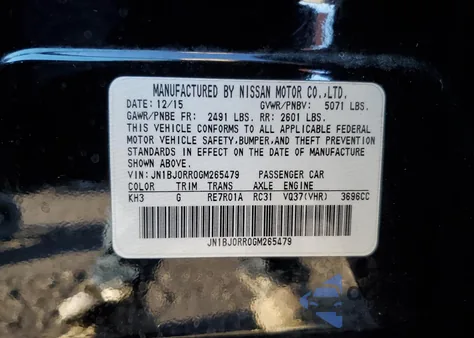 MANUFACTURED BY NISSAN MOTOR CO.,LTD.
DATE: 12/15 GVWR/PNBV: 5071 LBS.
GAWR/PNBE FR: 2491 LBS. RR: 2601 LBS.
THIS VEHICLE CONFORMS TO ALL APPLICABLE FEDERAL
MOTOR VEHICLE SAFETY,BUMPER,AND THEFT PREVENTION
STANDARDS IN EFFECT ON THE DATE OF MANUFACTURE
SHOWN ABOVE.
VIN: JN1BJ0RR0GM265479 PASSENGER CAR
COLOR TRIM TRANS AXLE ENGINE
KH3 G RE7R01A RC31 VQ37(VHR) 3696CC
JN1BJ0RR0GM265479